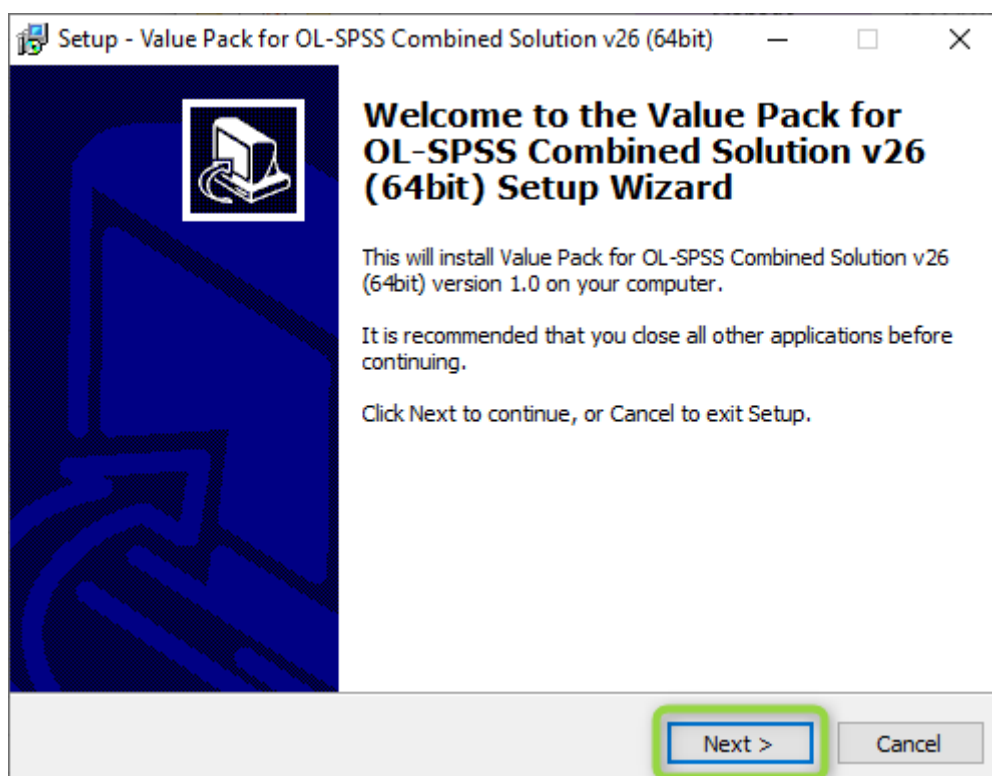 Setup - Value Pack for OL-SPSS Combined Solution v26 (64bit)
Welcome to the Value Pack for
OL-SPSS Combined Solution v26
(64bit) Setup Wizard
This will install Value Pack for OL-SPSS Combined Solution v26
(64bit) version 1.0 on your computer.
It is recommended that you close all other applications before
continuing.
Click Next to continue, or Cancel to exit Setup.
Next >
Cancel